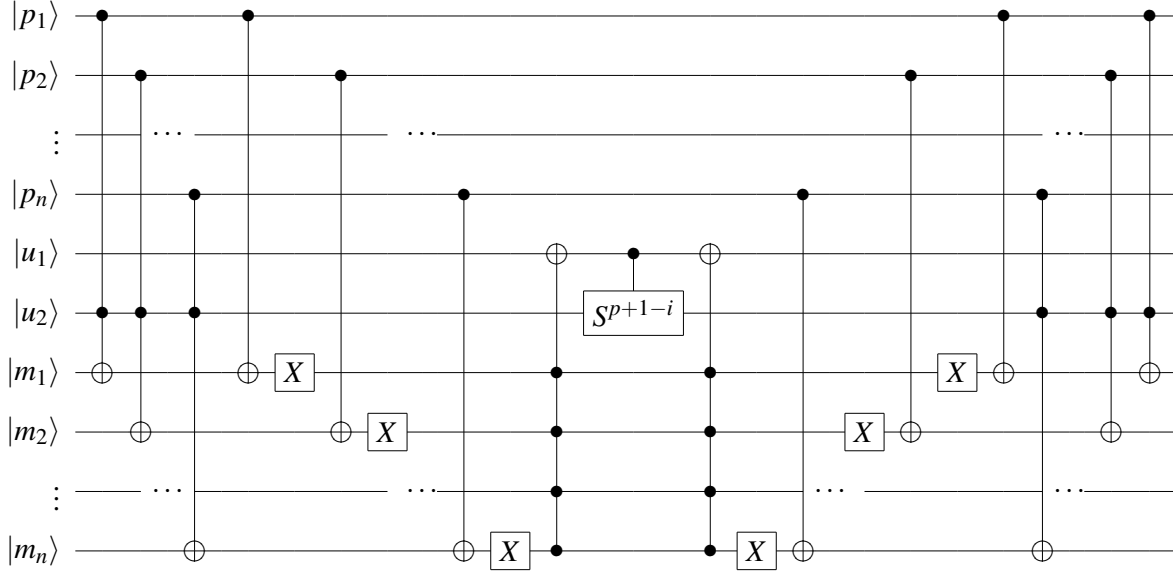 |p₁⟩
|p₂⟩
⋮ ⋯ ⋯ ⋯
|pₙ⟩
|u₁⟩
|u₂⟩ S^{p+1−i}
|m₁⟩ X X
|m₂⟩ X X
⋮ ⋯ ⋯ ⋯ ⋯
|mₙ⟩ X X